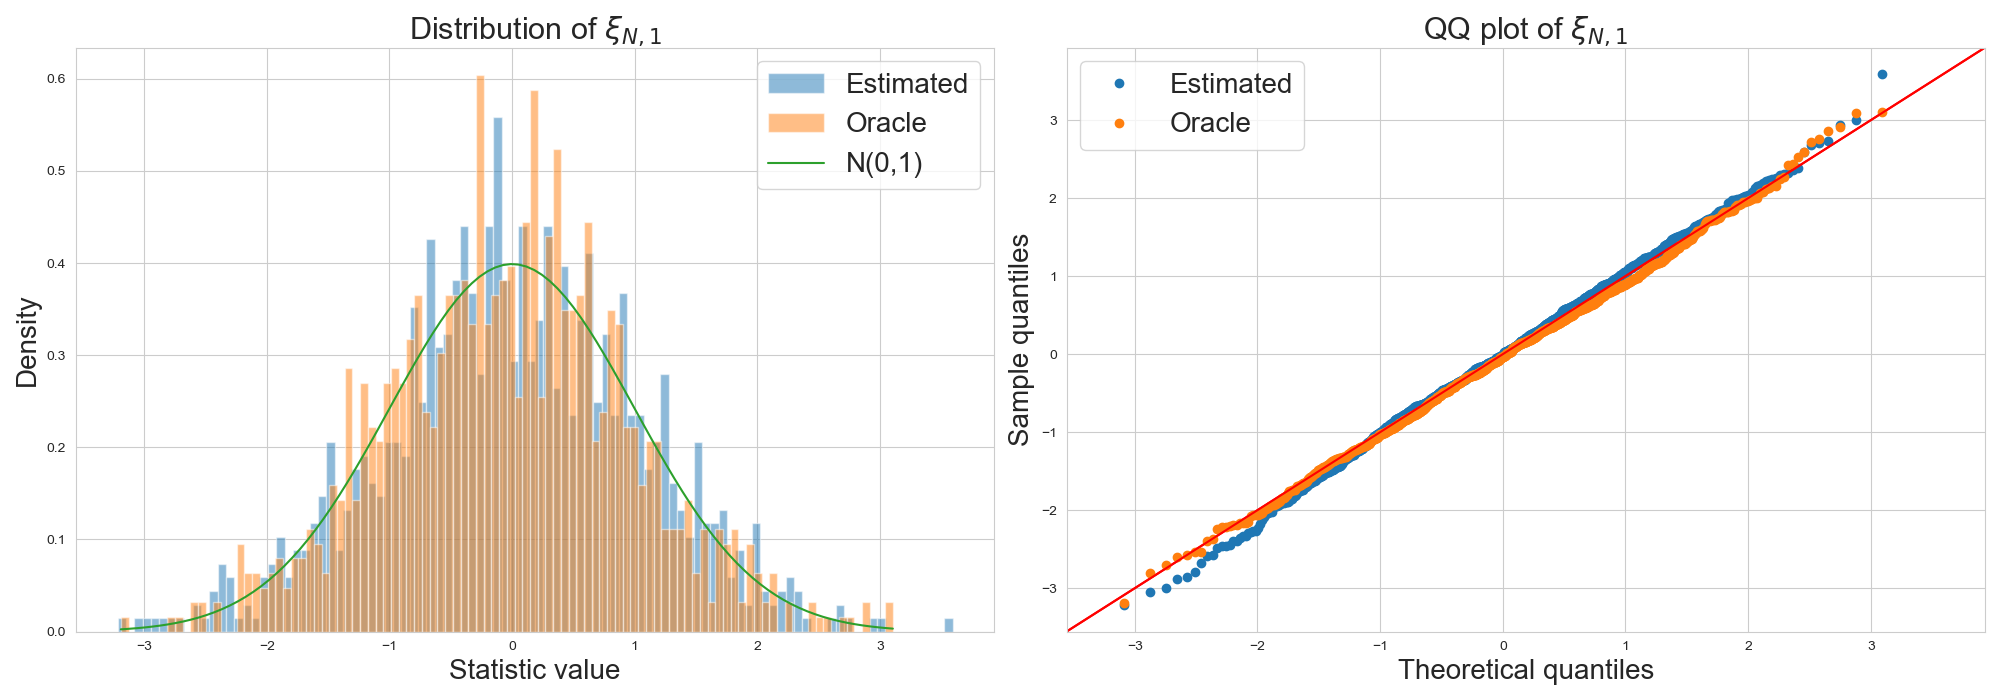 Distribution of ξN, 1
Density
0.6
0.5
0.4
0.3
0.2
0.1
0.0
Estimated
Oracle
N(0,1)
−3 −2 −1 0 1 2 3
Statistic value
QQ plot of ξN, 1
Sample quantiles
3
2
1
0
−1
−2
−3
Estimated
Oracle
−3 −2 −1 0 1 2 3
Theoretical quantiles